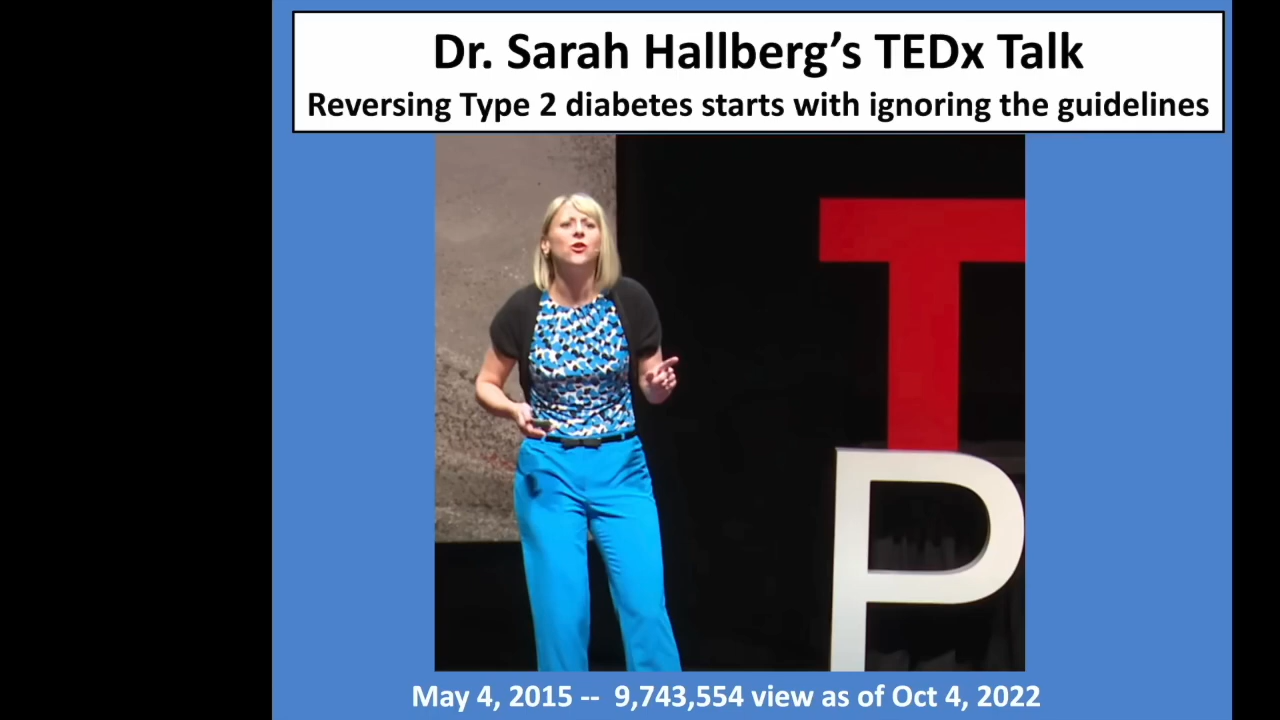 Dr. Sarah Hallberg’s TEDx Talk
Reversing Type 2 diabetes starts with ignoring the guidelines
T
P
May 4, 2015 -- 9,743,554 view as of Oct 4, 2022